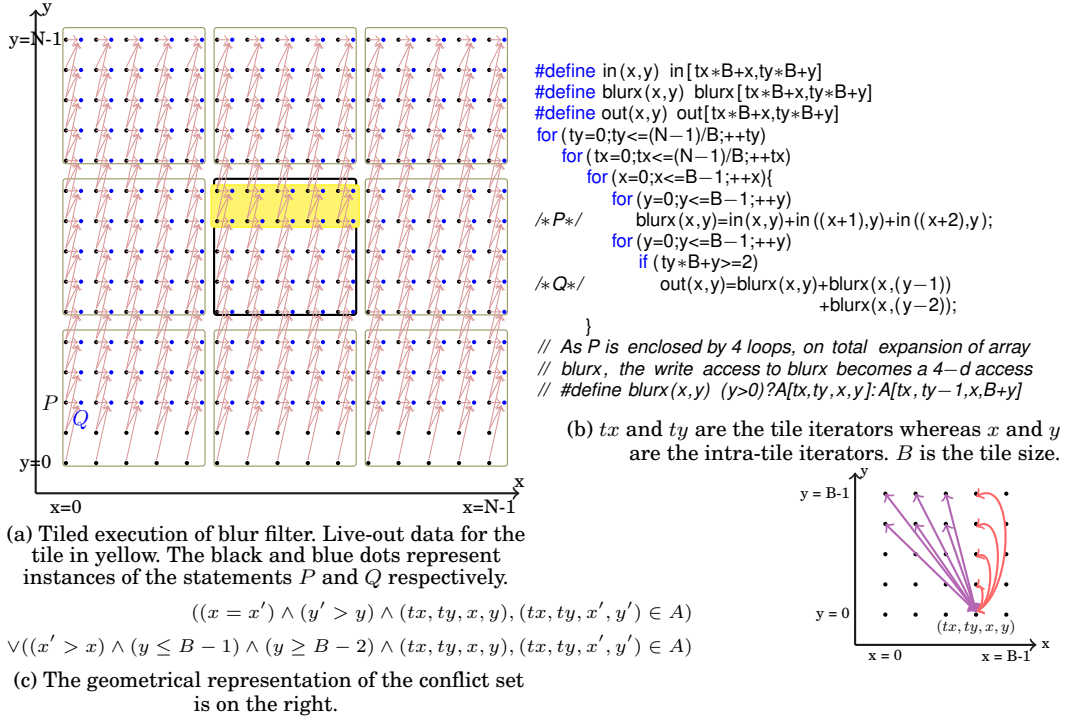 y
y=N-1
P
Q
y=0
x
x=0
x=N-1
(a) Tiled execution of blur filter. Live-out data for the
tile in yellow. The black and blue dots represent
instances of the statements P and Q respectively.
#define in(x,y) in[tx*B+x,ty*B+y]
#define blurx(x,y) blurx[tx*B+x,ty*B+y]
#define out(x,y) out[tx*B+x,ty*B+y]
for(ty=0;ty<=(N−1)/B;++ty)
for(tx=0;tx<=(N−1)/B;++tx)
for(x=0;x<=B−1;++x){
for(y=0;y<=B−1;++y)
/*P*/ blurx(x,y)=in(x,y)+in((x+1),y)+in((x+2),y);
for(y=0;y<=B−1;++y)
if (ty*B+y>=2)
/*Q*/ out(x,y)=blurx(x,y)+blurx(x,(y−1))
+blurx(x,(y−2));
}
// As P is enclosed by 4 loops, on total expansion of array
// blurx, the write access to blurx becomes a 4−d access
// #define blurx(x,y) (y>0)?A[tx,ty,x,y]:A[tx,ty−1,x,B+y]
(b) tx and ty are the tile iterators whereas x and y
are the intra-tile iterators. B is the tile size.
((x = x′) ∧ (y′ > y) ∧ (tx, ty, x, y), (tx, ty, x′, y′) ∈ A)
∨((x′ > x) ∧ (y ≤ B − 1) ∧ (y ≥ B − 2) ∧ (tx, ty, x, y), (tx, ty, x′, y′) ∈ A)
(c) The geometrical representation of the conflict set
is on the right.
y
y = B-1
y = 0
(tx, ty, x, y)
x
x = 0
x = B-1